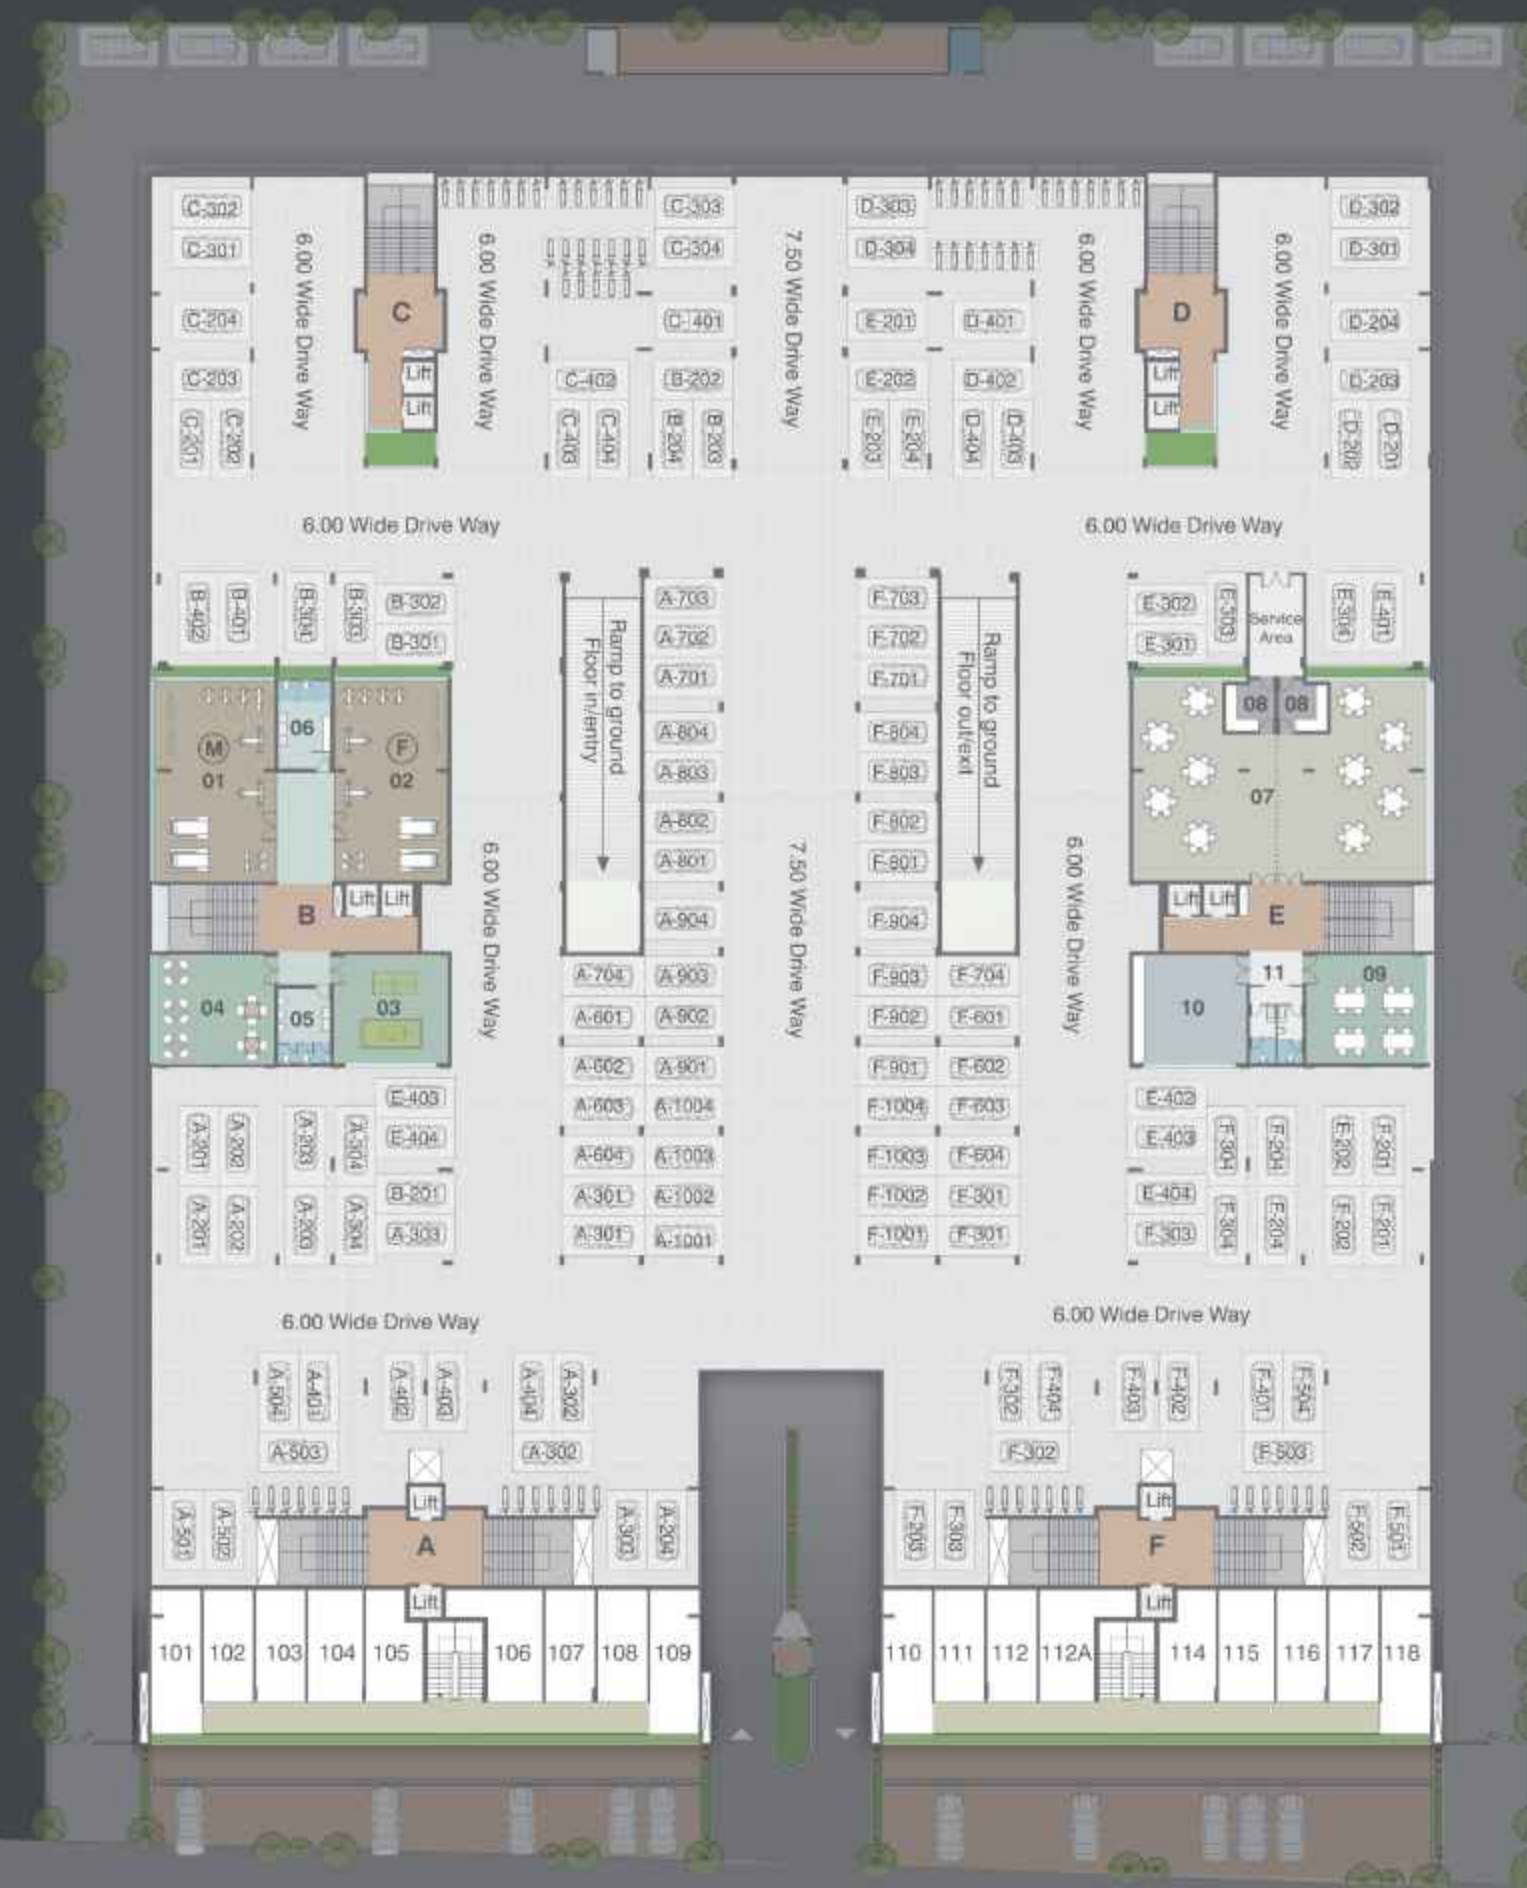 C-302
C-303
D-303
D-302
C-301
C-304
D-304
D-301
6.00 Wide Drive Way
6.00 Wide Drive Way
7.50 Wide Drive Way
6.00 Wide Drive Way
6.00 Wide Drive Way
C
D
C-204
C-401
E-201
D-401
D-204
C-203
Lift
C-402
B-202
E-202
D-402
Lift
D-203
Lift
Lift
C-201
C-202
C-403
C-404
B-204
B-203
E-203
E-204
D-404
D-403
D-202
D-201
6.00 Wide Drive Way
6.00 Wide Drive Way
B-402
B-401
B-304
B-303
B-302
B-301
A-703
F-703
E-302
E-301
E-303
Service
Area
E-304
E-401
A-702
F-702
A-701
F-701
Ramp to ground
Floor in/entry
Ramp to ground
Floor out/exit
06
08
08
M
01
F
02
A-804
F-804
A-803
F-803
07
A-802
F-802
A-801
F-801
6.00 Wide Drive Way
7.50 Wide Drive Way
6.00 Wide Drive Way
B
Lift
Lift
A-904
F-904
Lift
Lift
E
A-704
A-903
F-903
F-704
11
09
04
05
03
A-601
A-902
F-902
F-601
10
A-602
A-901
F-901
F-602
E-403
A-603
A-1004
F-1004
F-603
E-402
A-201
A-202
A-203
A-304
E-404
A-604
A-1003
F-1003
F-604
E-403
F-304
F-204
F-202
F-201
B-201
A-301
A-1002
F-1002
F-301
E-404
A-201
A-202
A-203
A-304
A-303
A-301
A-1001
F-1001
F-301
F-303
F-304
F-204
F-202
F-201
6.00 Wide Drive Way
6.00 Wide Drive Way
A-504
A-401
A-402
A-403
A-404
A-302
F-302
F-404
F-403
F-402
F-401
F-504
A-503
A-302
F-302
F-503
A-501
A-502
Lift
A-303
A-204
F-203
F-303
Lift
F-502
F-501
A
F
Lift
Lift
101
102
103
104
105
106
107
108
109
110
111
112
112A
114
115
116
117
118